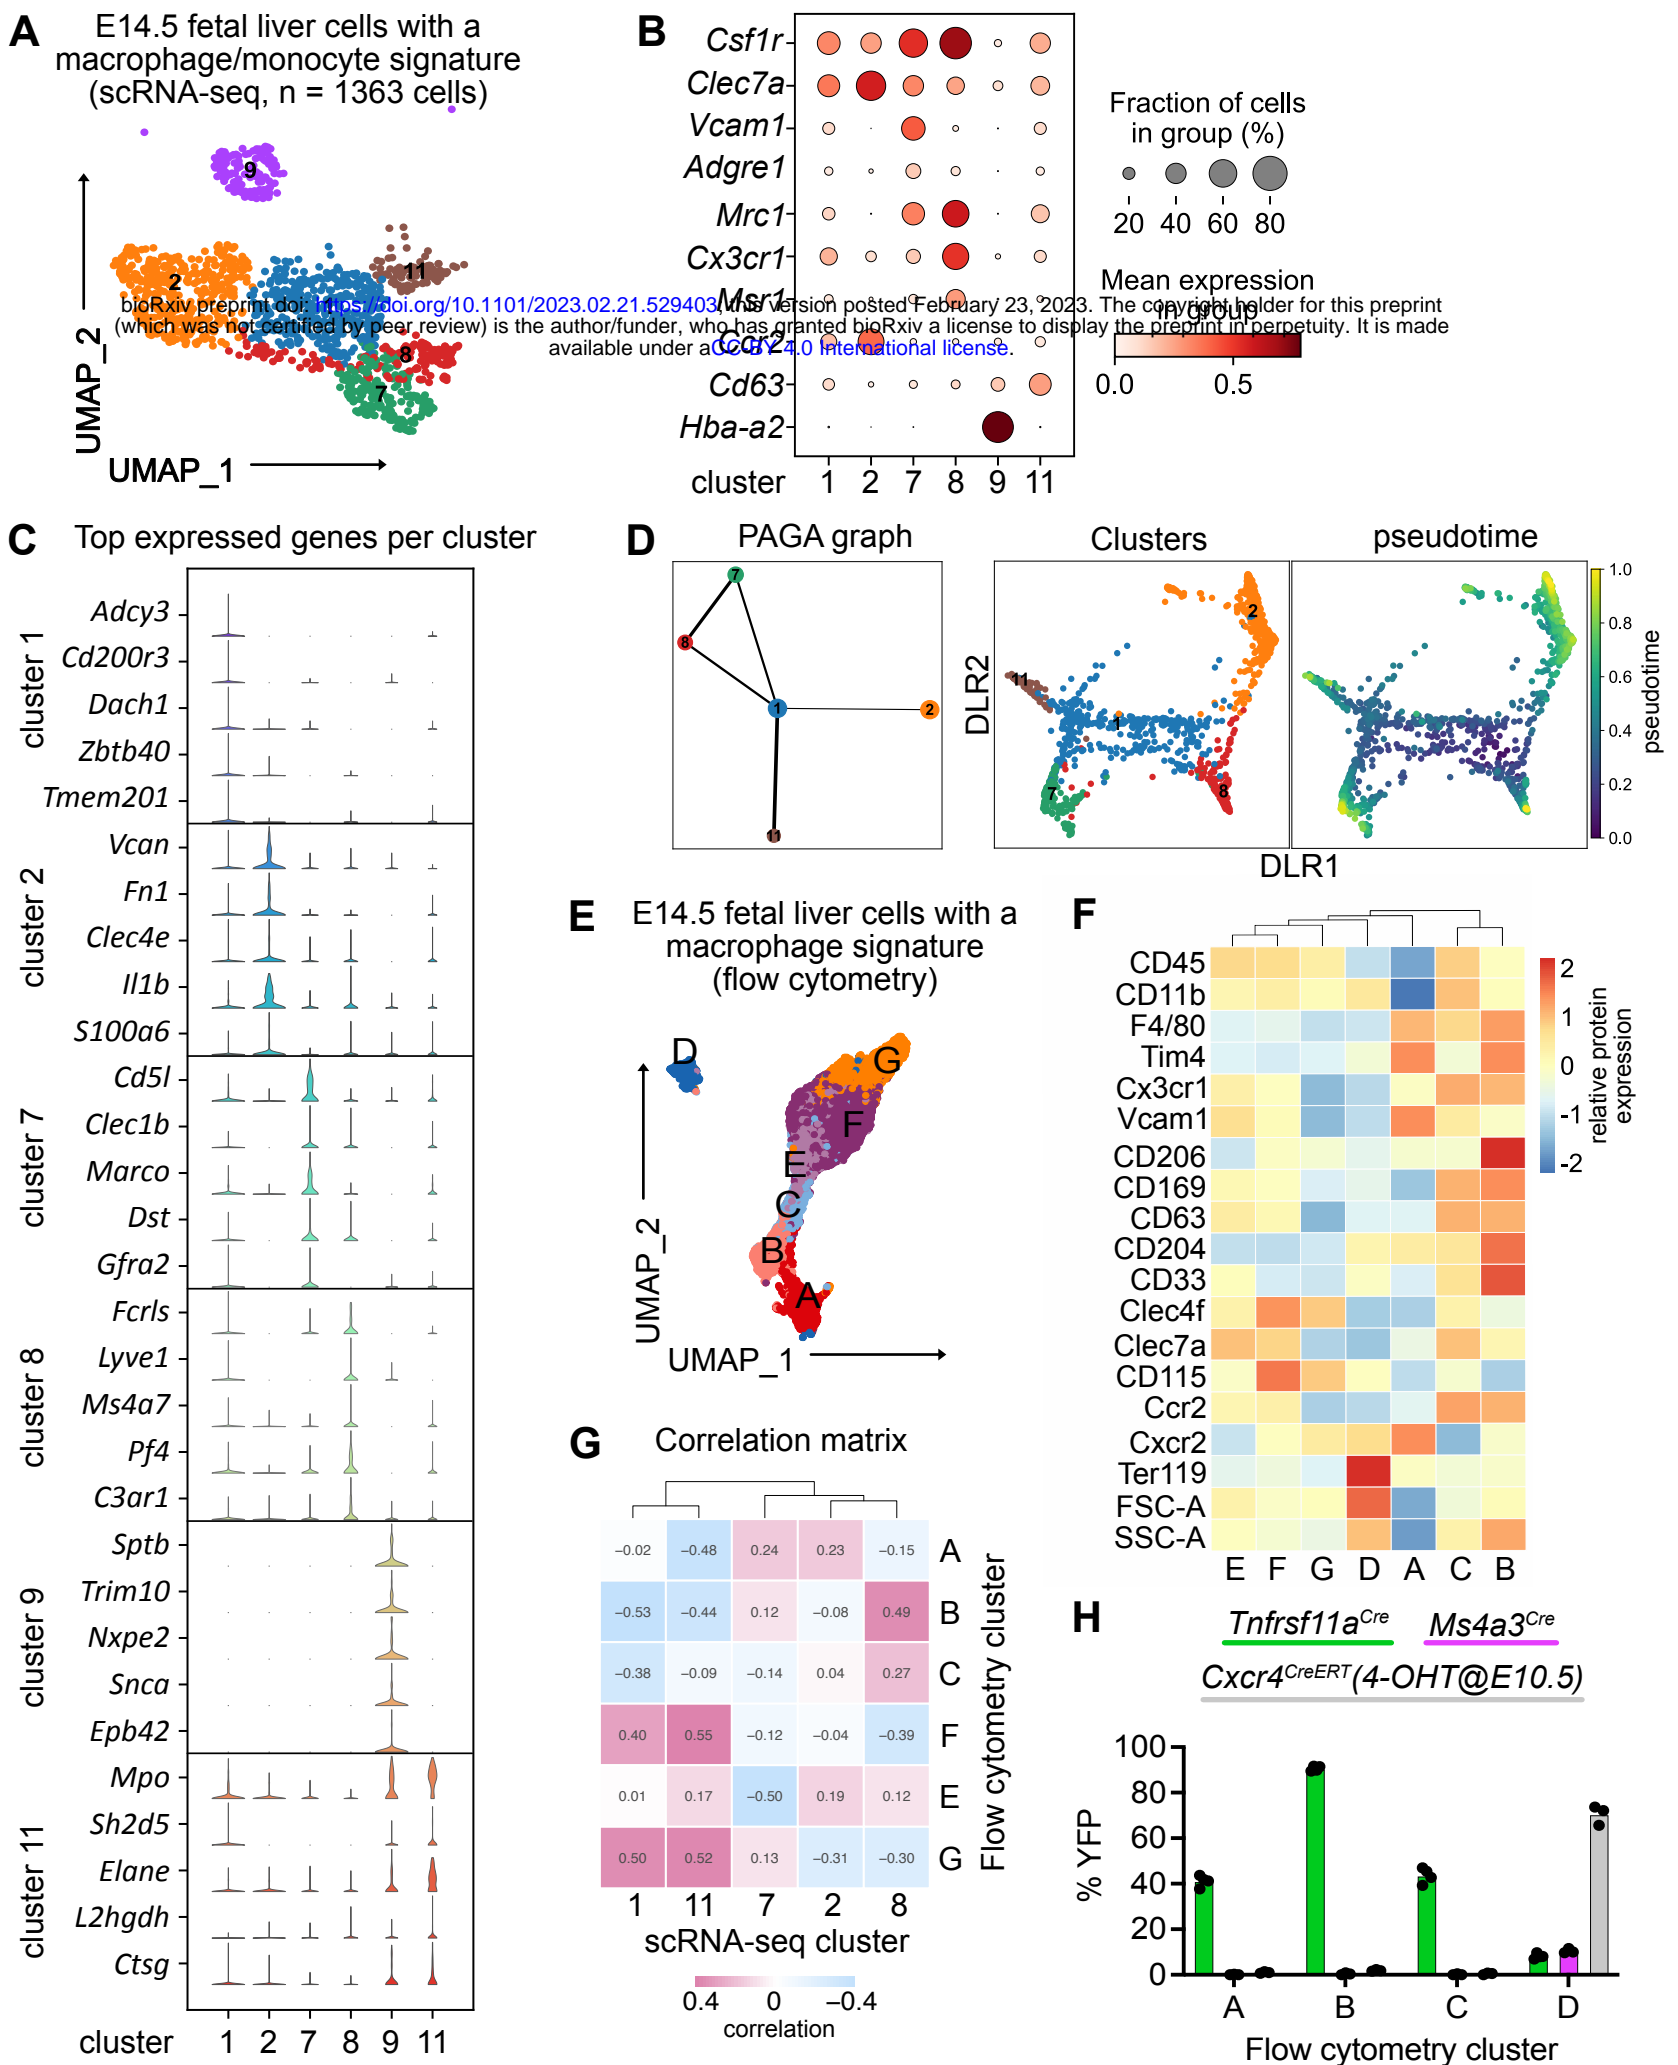 A
E14.5 fetal liver cells with a
macrophage/monocyte signature
(scRNA-seq, n = 1363 cells)
9
2
1
11
8
7
UMAP_2
UMAP_1
B
Csf1r
Clec7a
Vcam1
Adgre1
Mrc1
Cx3cr1
Msr1
Ccr2
Cd63
Hba-a2
cluster 1 2 7 8 9 11
Fraction of cells
in group (%)
20 40 60 80
Mean expression
in group
0.0 0.5
bioRxiv preprint doi: https://doi.org/10.1101/2023.02.21.529403; this version posted February 23, 2023. The copyright holder for this preprint
(which was not certified by peer review) is the author/funder, who has granted bioRxiv a license to display the preprint in perpetuity. It is made
available under aCC-BY 4.0 International license.
C
Top expressed genes per cluster
cluster 1
Adcy3
Cd200r3
Dach1
Zbtb40
Tmem201
cluster 2
Vcan
Fn1
Clec4e
Il1b
S100a6
cluster 7
Cd5l
Clec1b
Marco
Dst
Gfra2
cluster 8
Fcrls
Lyve1
Ms4a7
Pf4
C3ar1
cluster 9
Sptb
Trim10
Nxpe2
Snca
Epb42
cluster 11
Mpo
Sh2d5
Elane
L2hgdh
Ctsg
cluster 1 2 7 8 9 11
D
PAGA graph
7
8
1
2
11
Clusters
2
11
1
7
8
DLR2
DLR1
pseudotime
1.0
0.8
0.6
0.4
0.2
0.0
pseudotime
E
E14.5 fetal liver cells with a
macrophage signature
(flow cytometry)
D
G
F
E
C
B
A
UMAP_2
UMAP_1
F
CD45
CD11b
F4/80
Tim4
Cx3cr1
Vcam1
CD206
CD169
CD63
CD204
CD33
Clec4f
Clec7a
CD115
Ccr2
Cxcr2
Ter119
FSC-A
SSC-A
E F G D A C B
2
1
0
-1
-2
relative protein
expression
G
Correlation matrix
−0.02 −0.48 0.24 0.23 −0.15 A
−0.53 −0.44 0.12 −0.08 0.49 B
−0.38 −0.09 −0.14 0.04 0.27 C
0.40 0.55 −0.12 −0.04 −0.39 F
0.01 0.17 −0.50 0.19 0.12 E
0.50 0.52 0.13 −0.31 −0.30 G
1 11 7 2 8
scRNA-seq cluster
Flow cytometry cluster
0.4 0 −0.4
correlation
H
Tnfrsf11aCre Ms4a3Cre
Cxcr4CreERT(4-OHT@E10.5)
% YFP
100
80
60
40
20
0
A B C D
Flow cytometry cluster